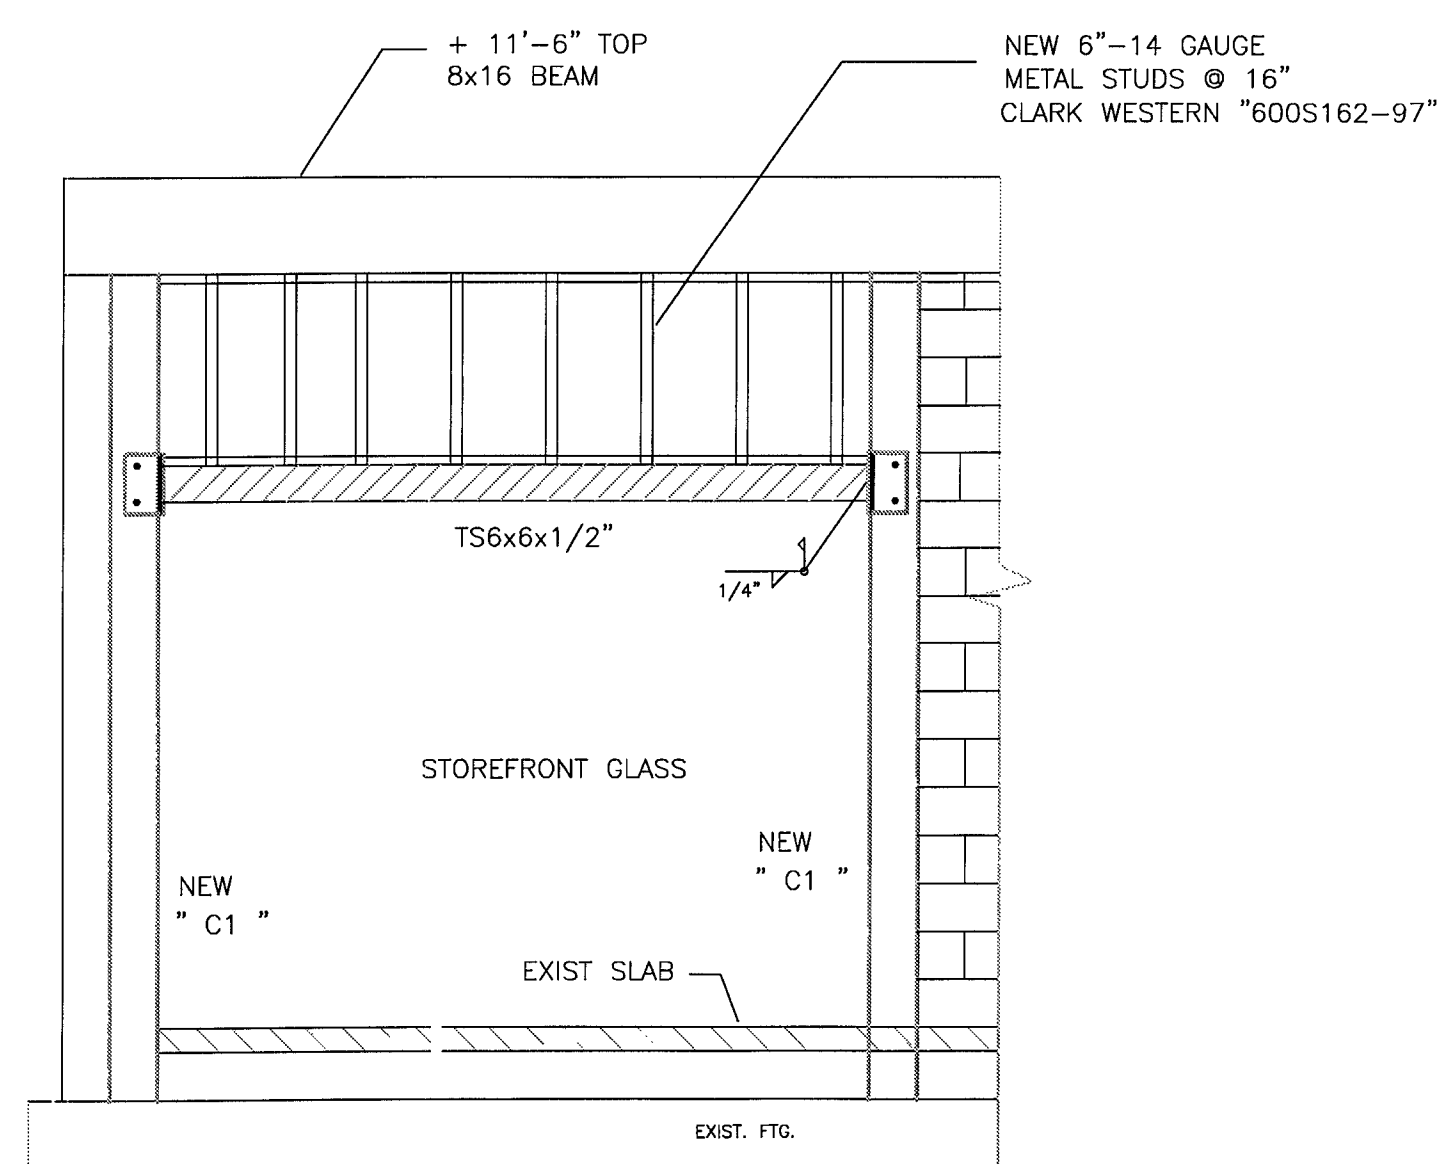 + 11'-6" TOP
8x16 BEAM
NEW 6"-14 GAUGE
METAL STUDS @ 16"
CLARK WESTERN "600S162-97"
TS6x6x1/2"
1/4"
STOREFRONT GLASS
NEW
" C1 "
NEW
" C1 "
EXIST SLAB
EXIST. FTG.